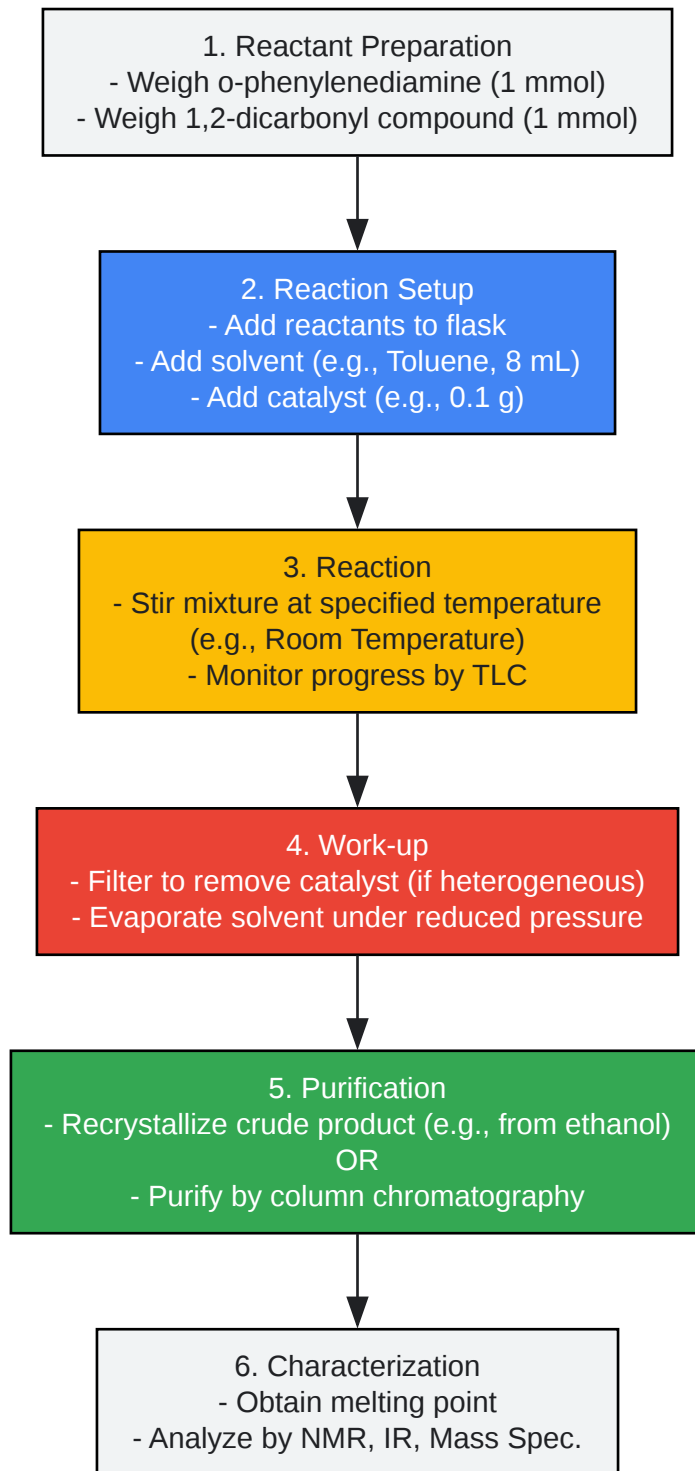 1. Reactant Preparation
- Weigh o-phenylenediamine (1 mmol)
- Weigh 1,2-dicarbonyl compound (1 mmol)
2. Reaction Setup
- Add reactants to flask
- Add solvent (e.g., Toluene, 8 mL)
- Add catalyst (e.g., 0.1 g)
3. Reaction
- Stir mixture at specified temperature
(e.g., Room Temperature)
- Monitor progress by TLC
4. Work-up
- Filter to remove catalyst (if heterogeneous)
- Evaporate solvent under reduced pressure
5. Purification
- Recrystallize crude product (e.g., from ethanol)
OR
- Purify by column chromatography
6. Characterization
- Obtain melting point
- Analyze by NMR, IR, Mass Spec.